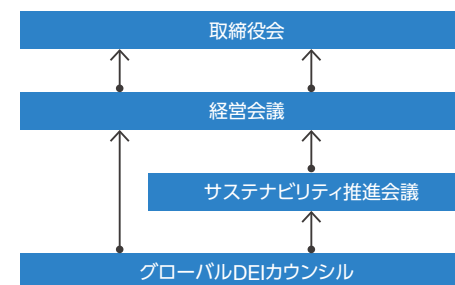 取締役会
経営会議
サステナビリティ推進会議
グローバルDEIカウンシル